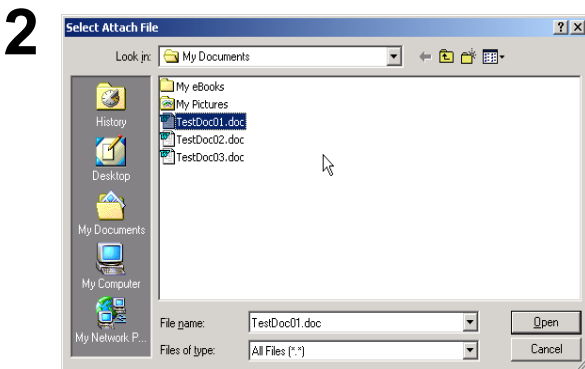 2
Select Attach File
Look in: My Documents
My eBooks
My Pictures
TestDoc01.doc
TestDoc02.doc
TestDoc03.doc
History
Desktop
My Documents
My Computer
My Network P...
File name: TestDoc01.doc Open
Files of type: All Files (*.*) Cancel